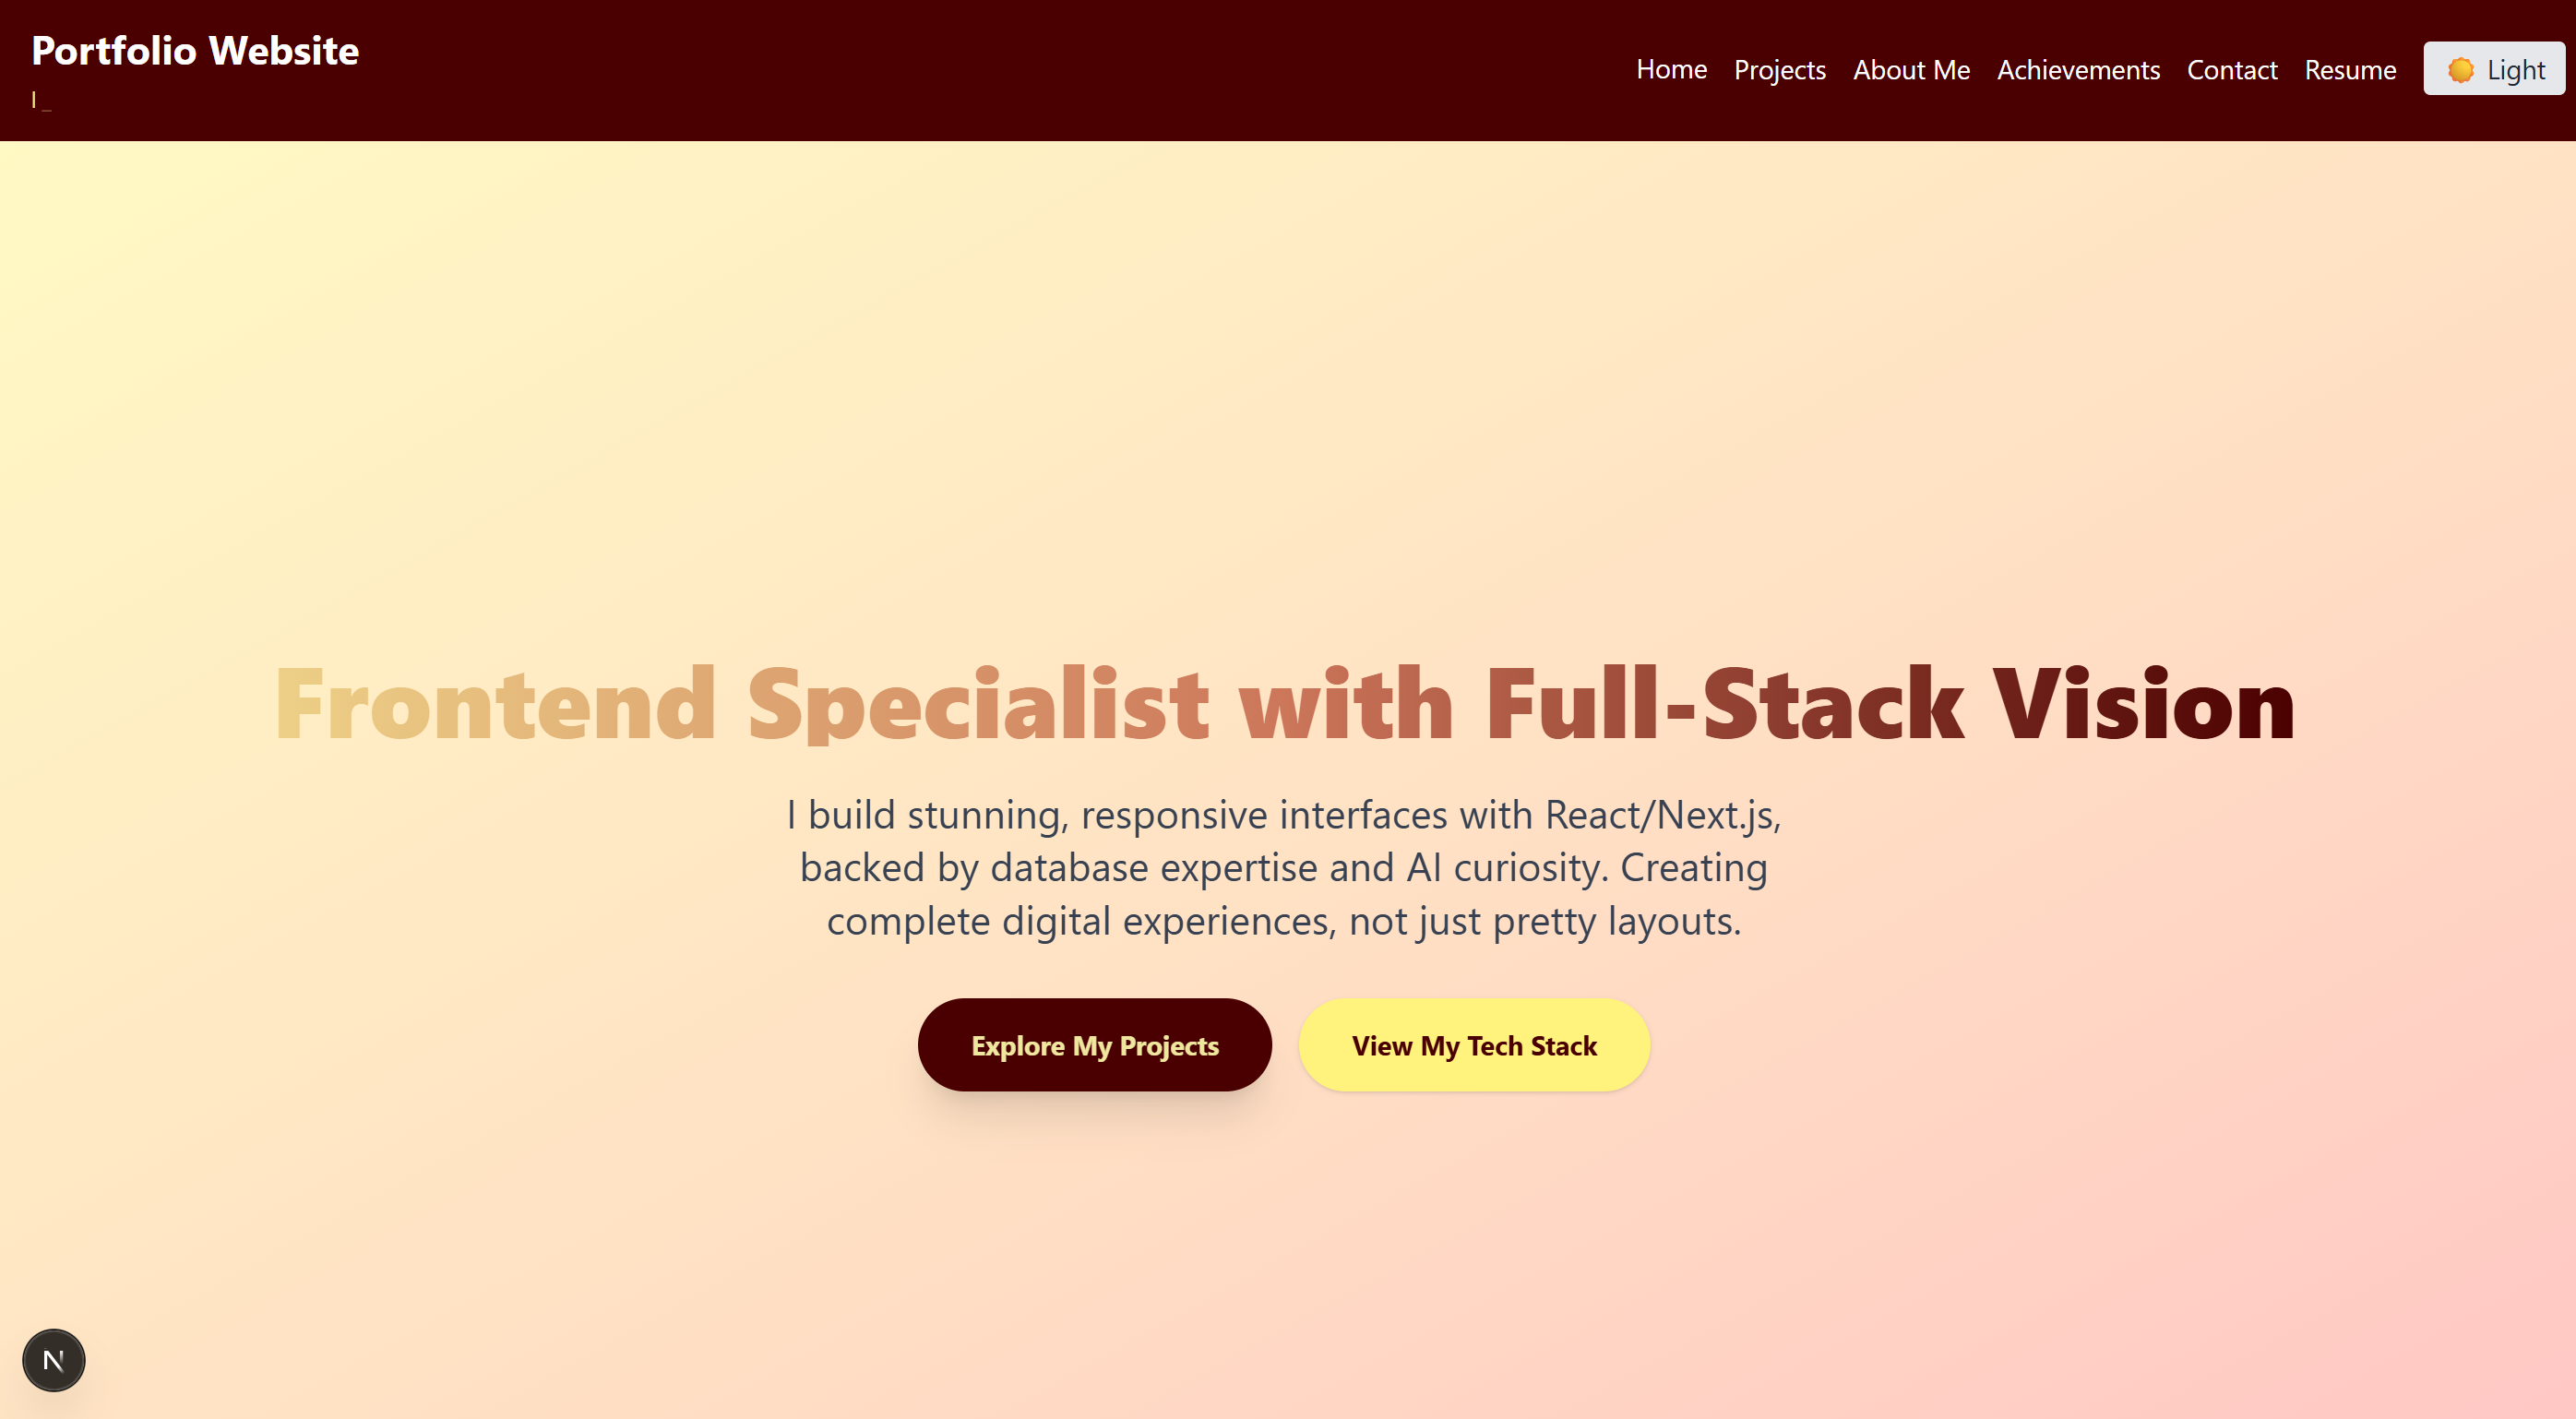 Portfolio Website
I _
Home Projects About Me Achievements Contact Resume Light
Frontend Specialist with Full-Stack Vision
I build stunning, responsive interfaces with React/Next.js,
backed by database expertise and AI curiosity. Creating
complete digital experiences, not just pretty layouts.
Explore My Projects View My Tech Stack
N